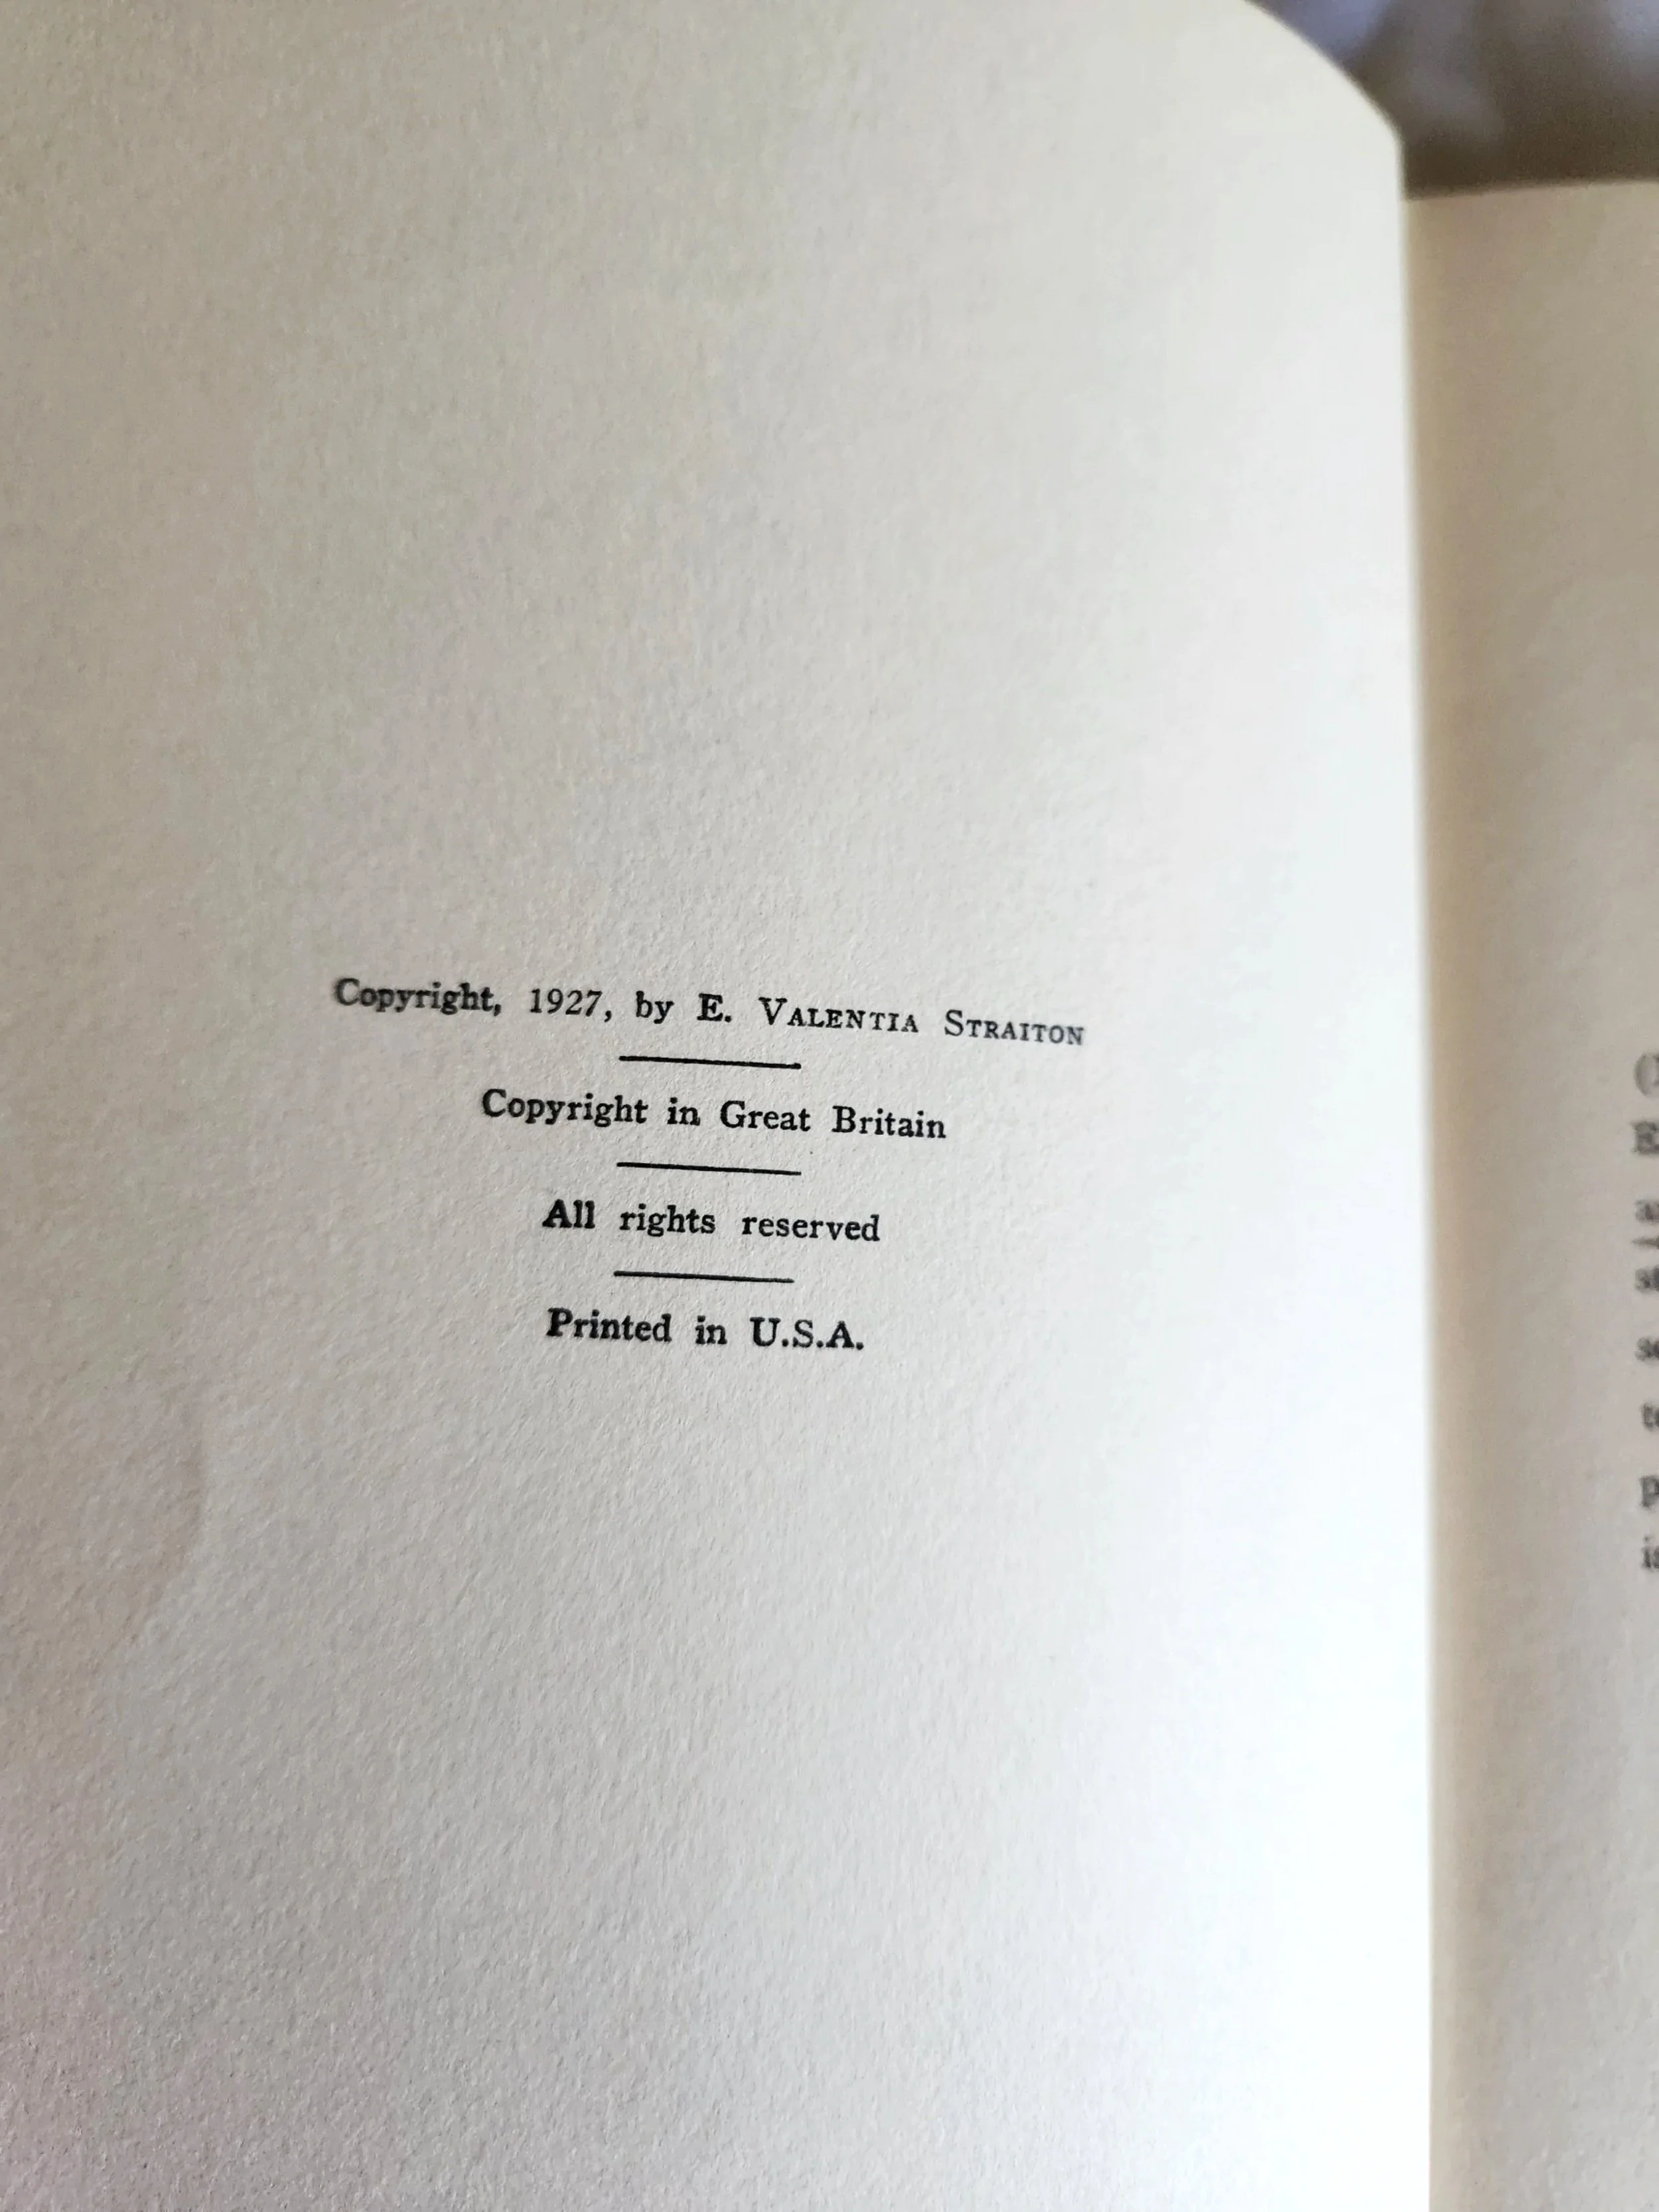 Copyright, 1927, by E. VALENTIA STRAITON
Copyright in Great Britain
All rights reserved
Printed in U.S.A.